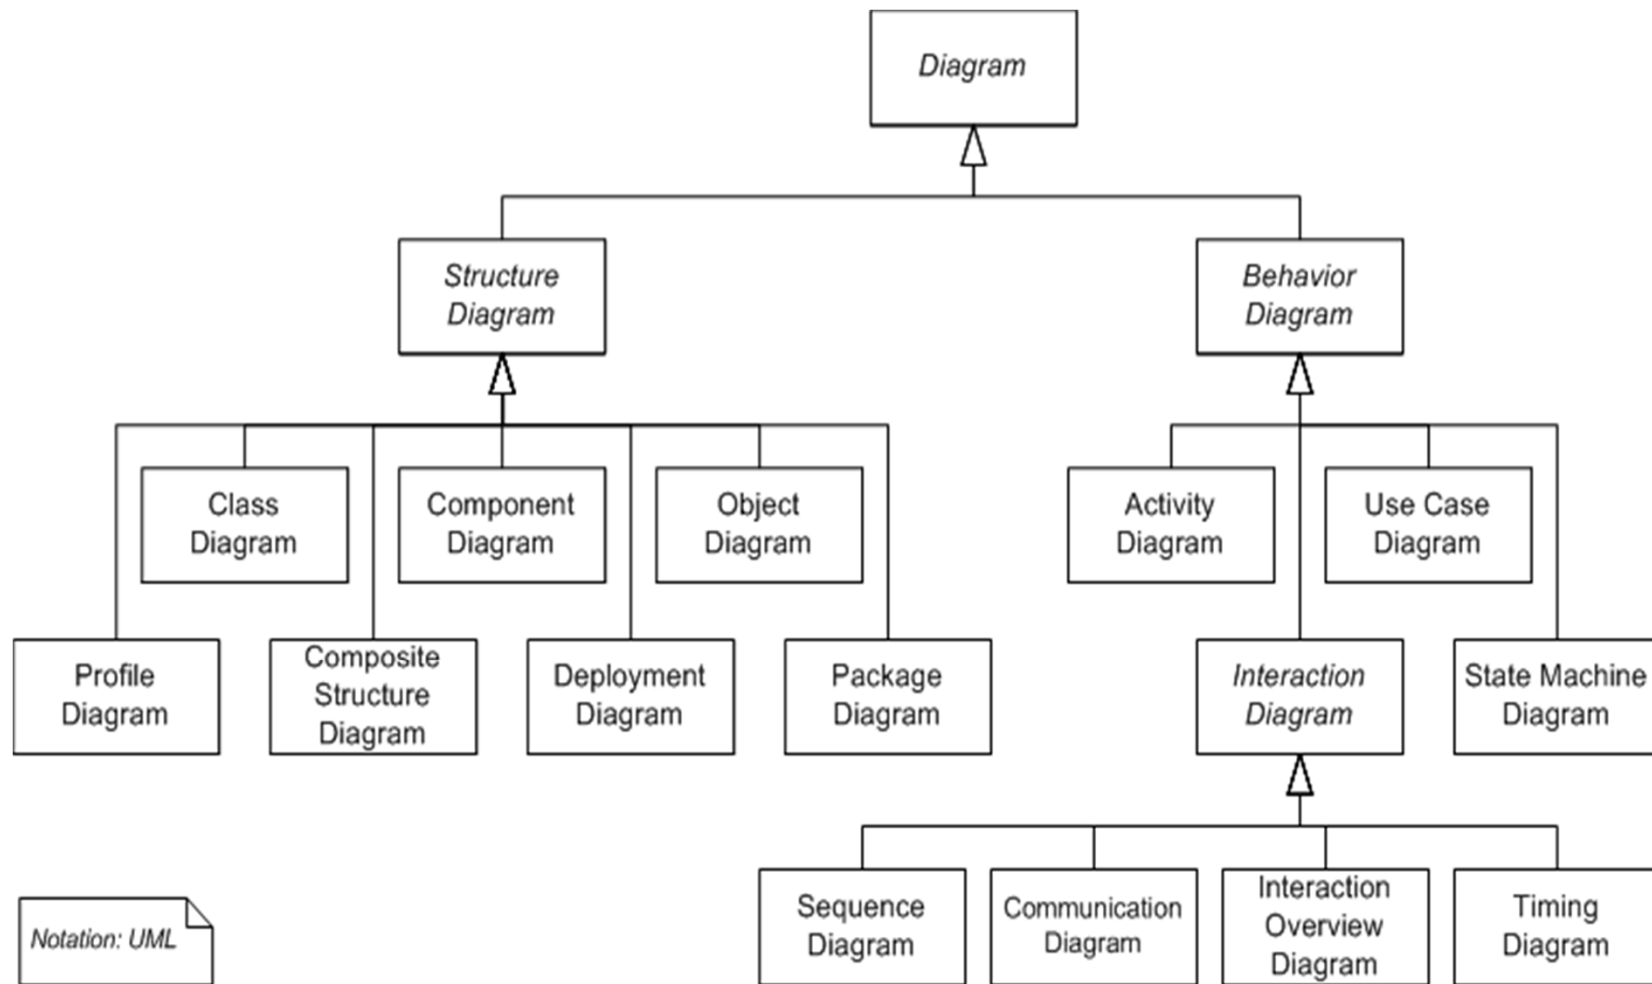 Diagram
Structure
Diagram
Behavior
Diagram
Class
Diagram
Component
Diagram
Object
Diagram
Activity
Diagram
Use Case
Diagram
Profile
Diagram
Composite
Structure
Diagram
Deployment
Diagram
Package
Diagram
Interaction
Diagram
State Machine
Diagram
Sequence
Diagram
Communication
Diagram
Interaction
Overview
Diagram
Timing
Diagram
Notation: UML